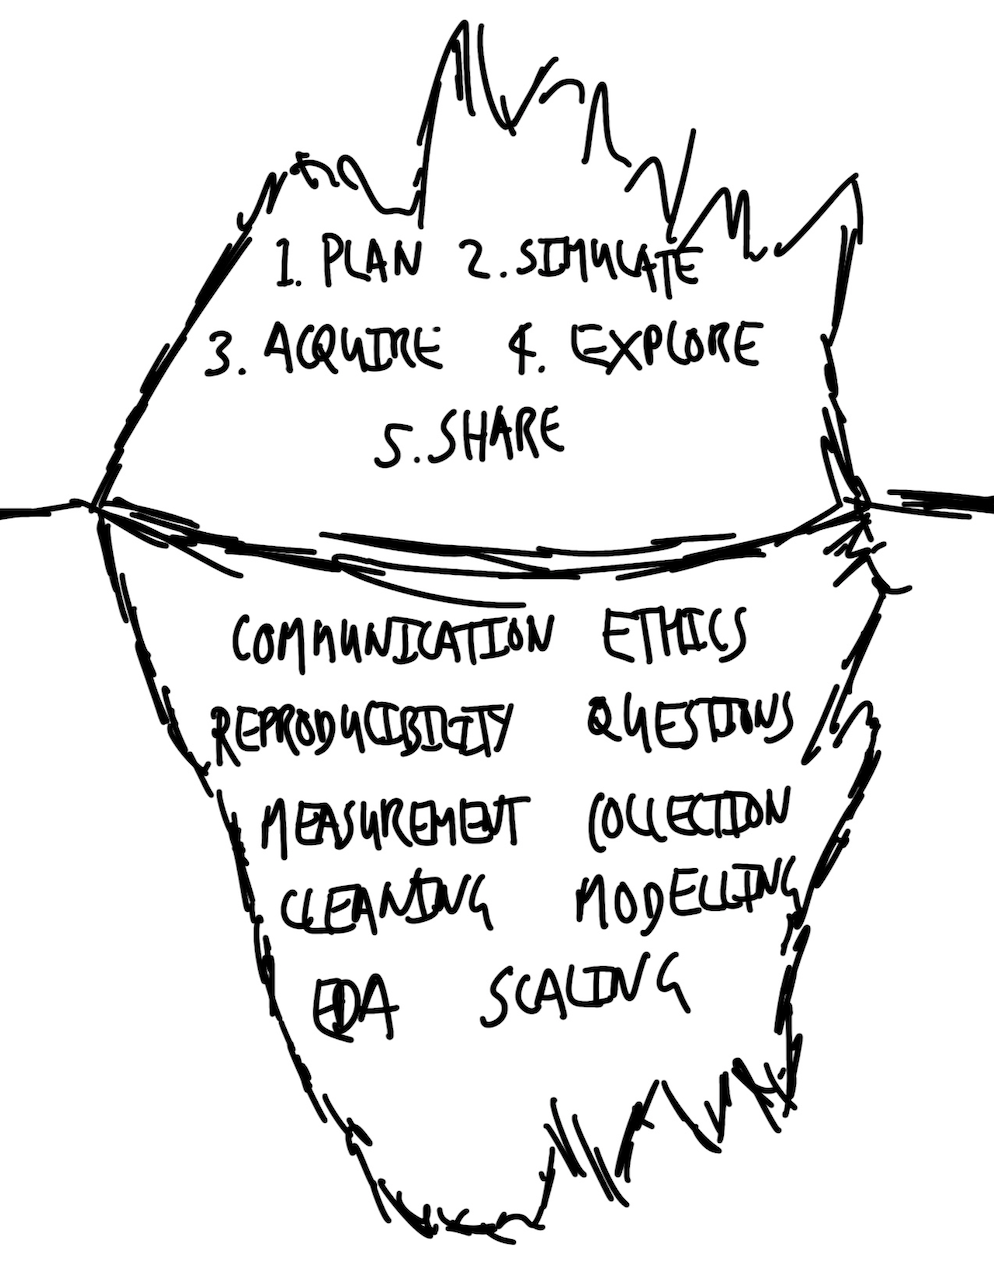 1. PLAN 2. SIMULATE
3. ACQUIRE 4. EXPLORE
5. SHARE
COMMUNICATION ETHICS
REPRODUCIBILITY QUESTIONS
MEASUREMENT COLLECTION
CLEANING MODELLING
EDA SCALING